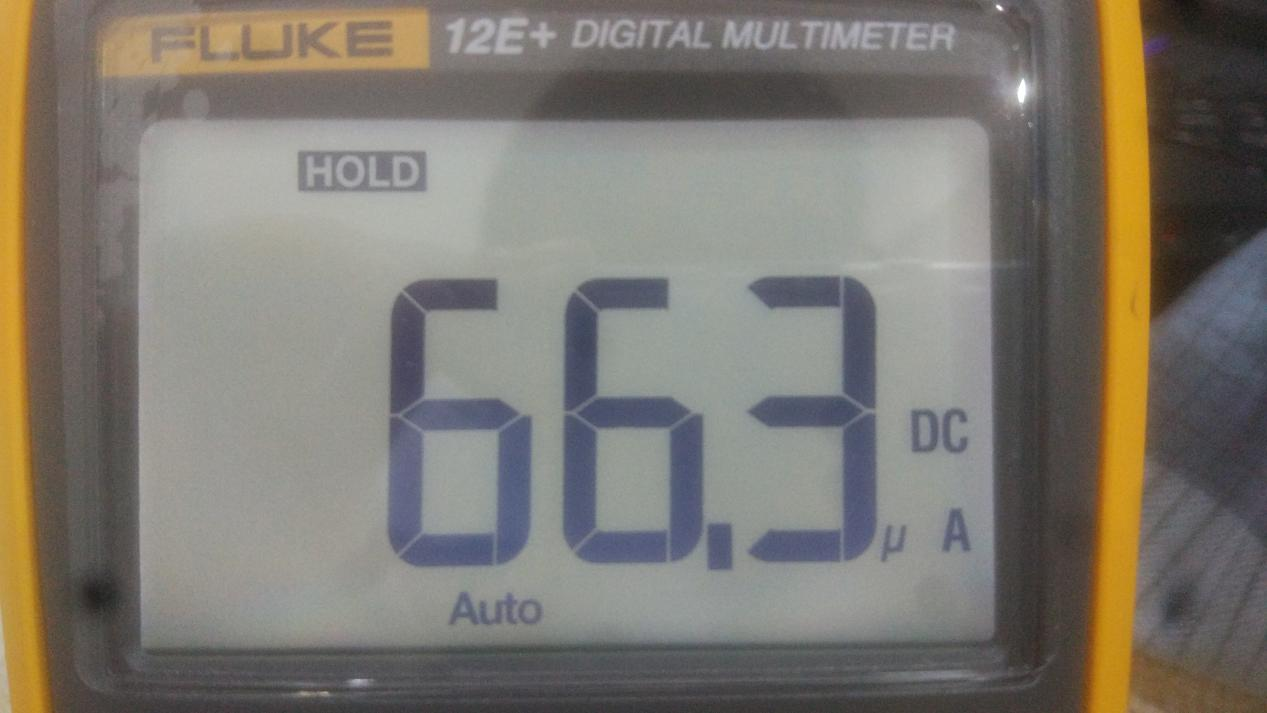 FLUKE 12E+ DIGITAL MULTIMETER
HOLD
66.3
DC
μ A
Auto